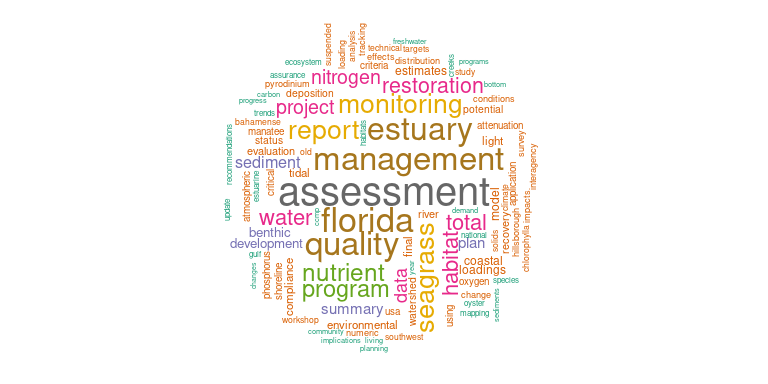 freshwater
suspended
loading
analysis
tracking
technical
targets
ecosystem
effects
distribution
creeks
programs
assurance
nitrogen
criteria
estimates
study
pyrodinium
restoration
bottom
carbon
deposition
progress
project
monitoring
conditions
potential
trends
bahamense
report
estuary
attenuation
manatee
status
habitats
light
survey
recommendations
evaluation
old
management
interagency
sediment
tidal
critical
estuarine
atmospheric
assessment
application
climate
impacts
model
update
water
ccmp
florida
river
demand
total
recovery
hillsborough
chlorophylla
benthic
national
solids
development
quality
final
seagrass
habitat
plan
gulf
phosphorus
coastal
changes
shoreline
compliance
nutrient
year
data
loadings
program
oxygen
species
watershed
change
sediments
summary
usa
oyster
using
mapping
workshop
environmental
community
numeric
southwest
implications
living
planning